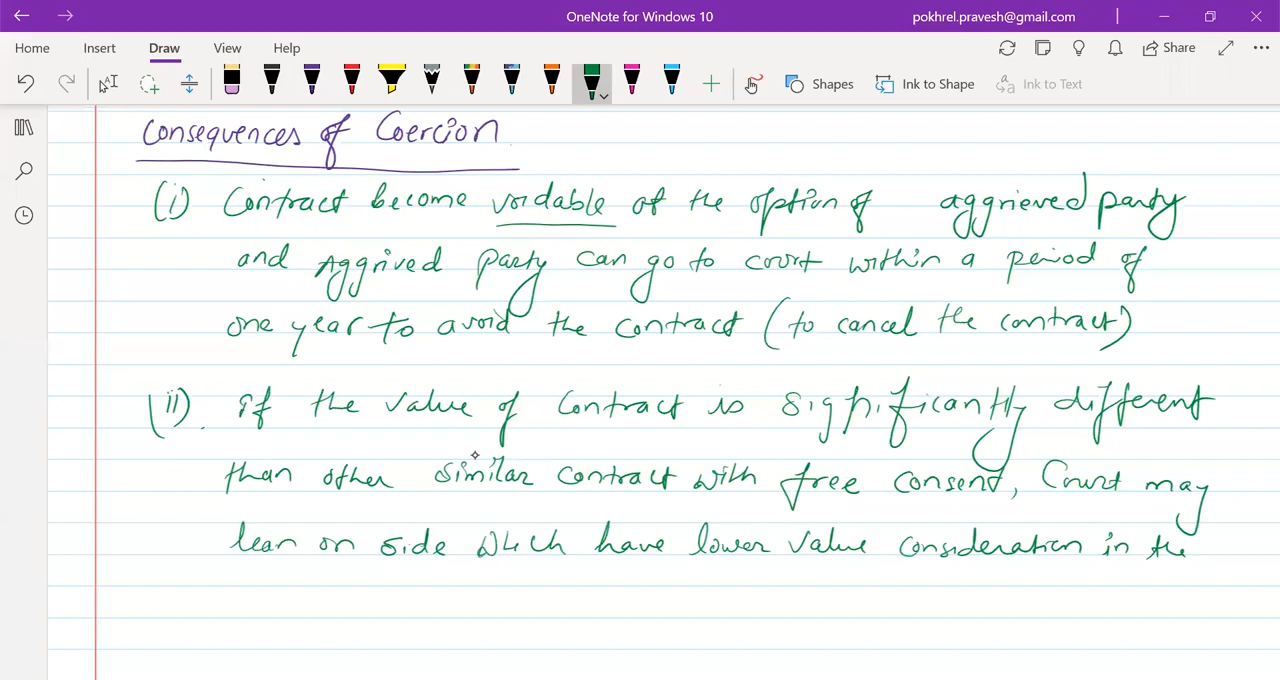 OneNote for Windows 10
pokhrel.pravesh@gmail.com
Home Insert Draw View Help
Share
Shapes Ink to Shape Ink to Text
Consequences of Coercion
(i) Contract become voidable at the option of aggrieved party
and Aggrived party can go to court within a period of
one year to avoid the contract (to cancel the contract)
(ii). if the value of contract is significantly different
than other similar contract with free consent, Court may
lean on side which have lower value consideration in the